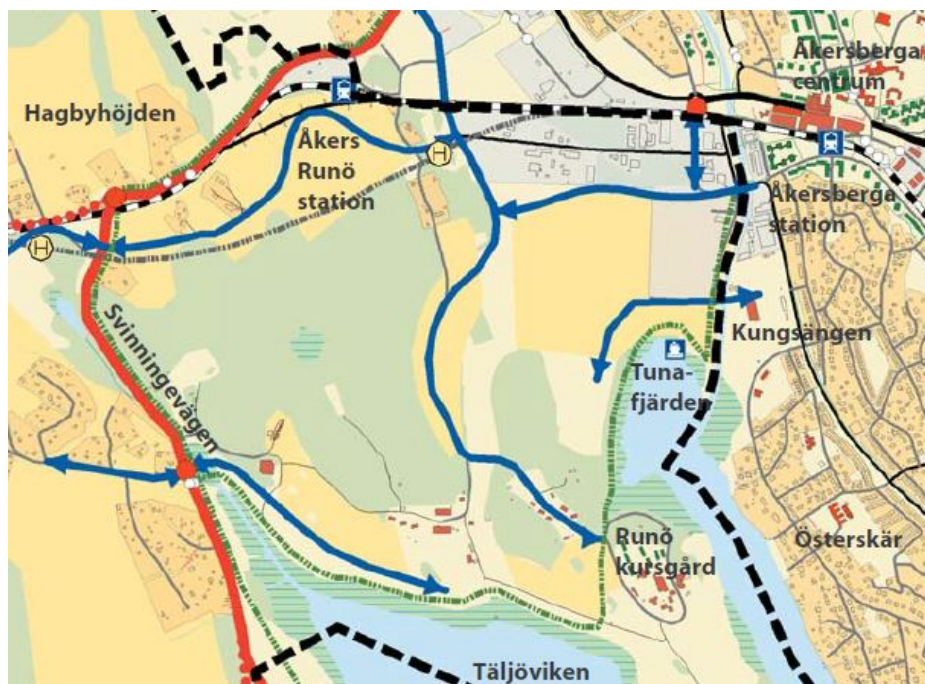 Åkersberga
centrum
Hagbyhöjden
Åkers
Runö
station
H
H
Åkersberga
station
Svinningevägen
Kungsängen
Tuna-
fjärden
Runö
kursgård
Österskär
Täljöviken